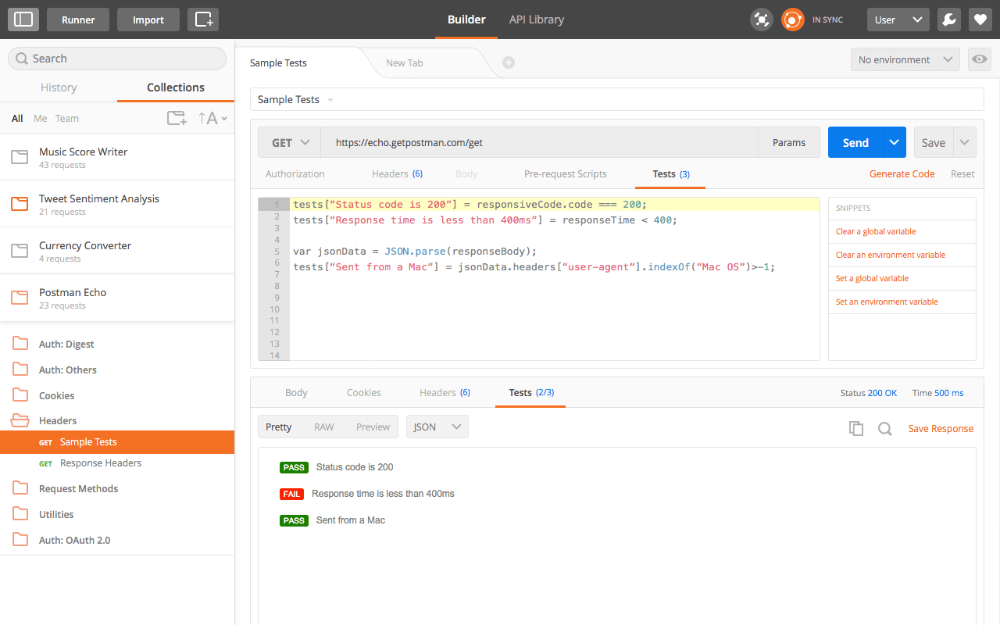 Runner Import Builder API Library IN SYNC User
Search
History Collections
All Me Team A
Music Score Writer
43 requests
Tweet Sentiment Analysis
21 requests
Currency Converter
4 requests
Postman Echo
23 requests
Auth: Digest
Auth: Others
Cookies
Headers
GET Sample Tests
GET Response Headers
Request Methods
Utilities
Auth: OAuth 2.0
Sample Tests New Tab No environment
Sample Tests
GET https://echo.getpostman.com/get Params Send Save
Authorization Headers (6) Body Pre-request Scripts Tests (3) Generate Code Reset
1 tests[“Status code is 200”] = responsiveCode.code === 200;
2 tests[“Response time is less than 400ms”] = responseTime < 400;
3
4
5 var jsonData = JSON.parse(responseBody);
6 tests[“Sent from a Mac”] = jsonData.headers[“user-agent”].indexOf(“Mac OS”)>-1;
7
8
9
10
11
12
13
14
SNIPPETS
Clear a global variable
Clear an environment variable
Set a global variable
Set an environment variable
Body Cookies Headers (6) Tests (2/3) Status 200 OK Time 500 ms
Pretty RAW Preview JSON Save Response
PASS Status code is 200
FAIL Response time is less than 400ms
PASS Sent from a Mac